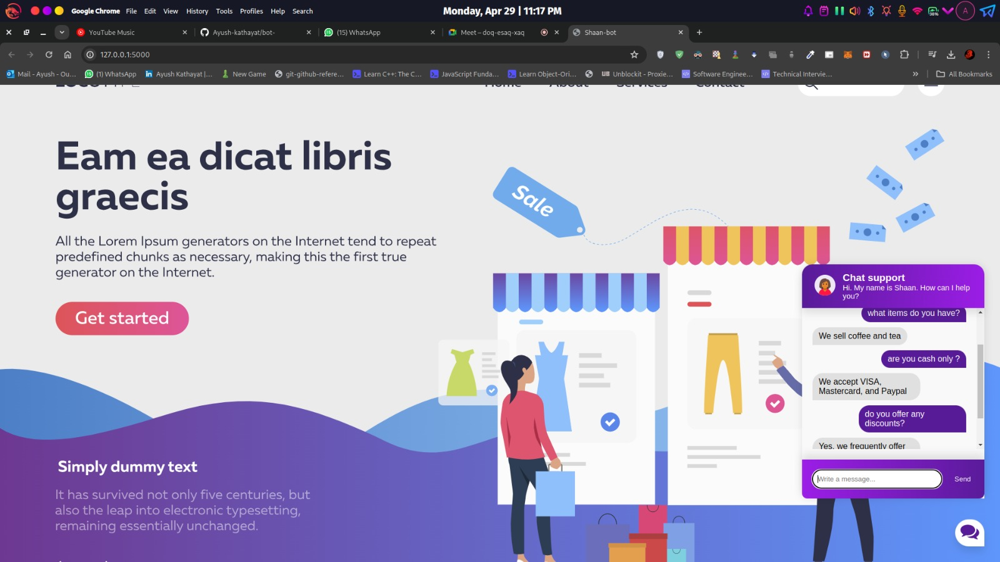 Google Chrome File Edit View History Tools Profiles Help Search
Monday, Apr 29 | 11:17 PM
98%
A
YouTube Music
Ayush-kathayat/bot-
(15) WhatsApp
Meet – doq-esaq-xaq
Shaan-bot
127.0.0.1:5000
Mail - Ayush - Ou...
(1) WhatsApp
Ayush Kathayat |...
New Game
git-github-refere...
Learn C++: The C...
JavaScript Funda...
Learn Object-Ori...
Unblockit - Proxie...
Software Enginee...
Technical Intervie...
All Bookmarks
Home About Services Contact
Eam ea dicat libris
graecis
All the Lorem Ipsum generators on the Internet tend to repeat
predefined chunks as necessary, making this the first true
generator on the Internet.
Get started
Sale
Simply dummy text
It has survived not only five centuries, but
also the leap into electronic typesetting,
remaining essentially unchanged.
Chat support
Hi. My name is Shaan. How can I help
you?
what items do you have?
We sell coffee and tea
are you cash only ?
We accept VISA,
Mastercard, and Paypal
do you offer any
discounts?
Yes, we frequently offer
Write a message...
Send